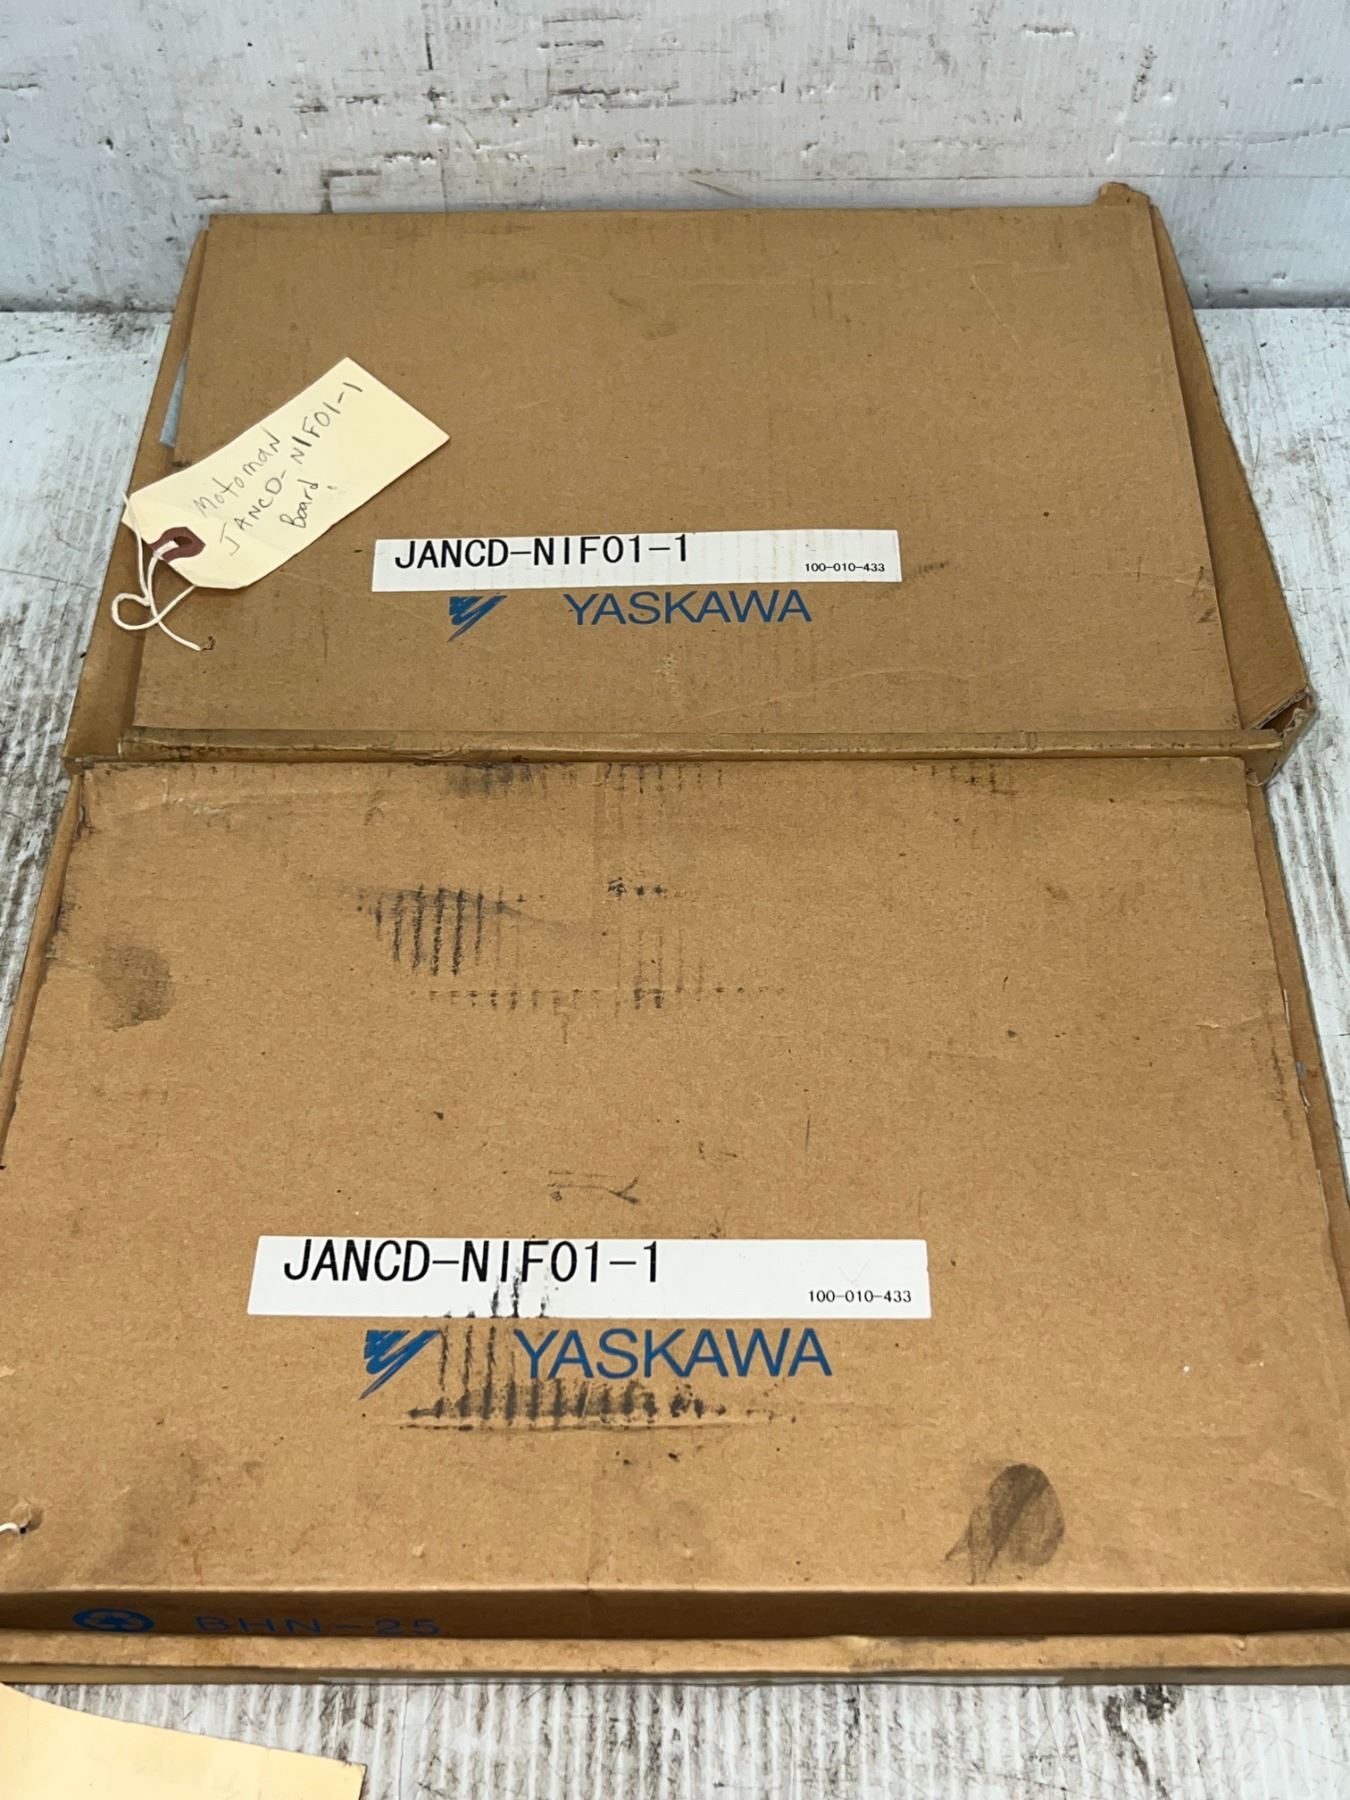 Motoman
JANCD-NIF01-1
Board
JANCD-NIF01-1
100-010-433
YASKAWA
JANCD-NIF01-1
100-010-433
YASKAWA
BHN-25